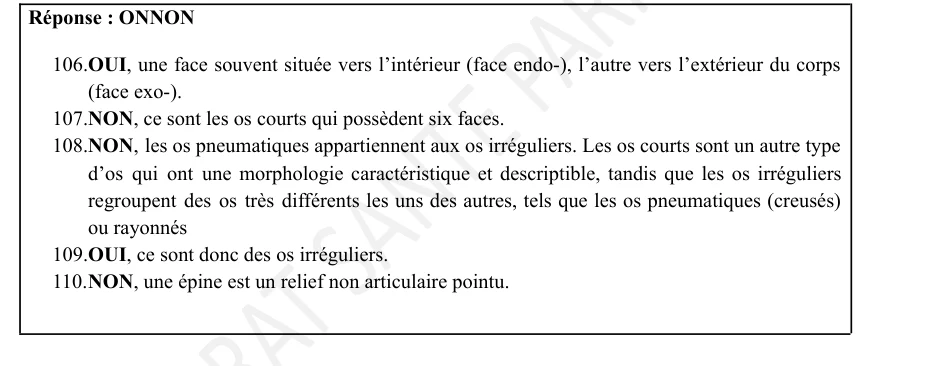 Réponse : ONNON
106.OUI, une face souvent située vers l’intérieur (face endo-), l’autre vers l’extérieur du corps
(face exo-).
107.NON, ce sont les os courts qui possèdent six faces.
108.NON, les os pneumatiques appartiennent aux os irréguliers. Les os courts sont un autre type
d’os qui ont une morphologie caractéristique et descriptible, tandis que les os irréguliers
regroupent des os très différents les uns des autres, tels que les os pneumatiques (creusés)
ou rayonnés
109.OUI, ce sont donc des os irréguliers.
110.NON, une épine est un relief non articulaire pointu.
RAT SANTE PAR